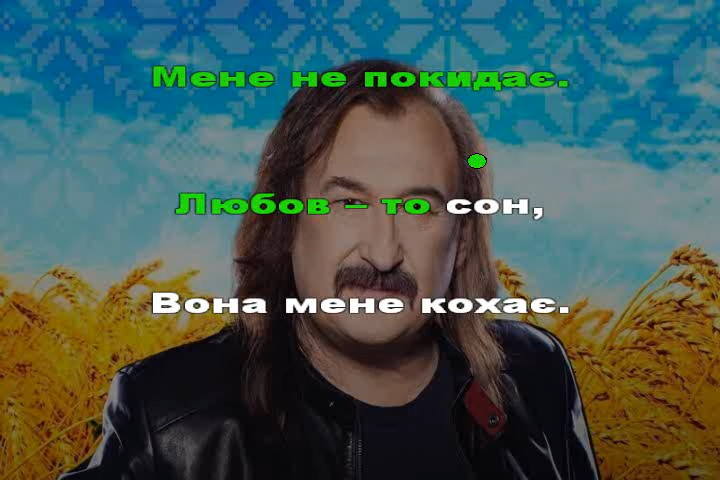 Мене не покидає.
Любов – то сон,
Вона мене кохає.